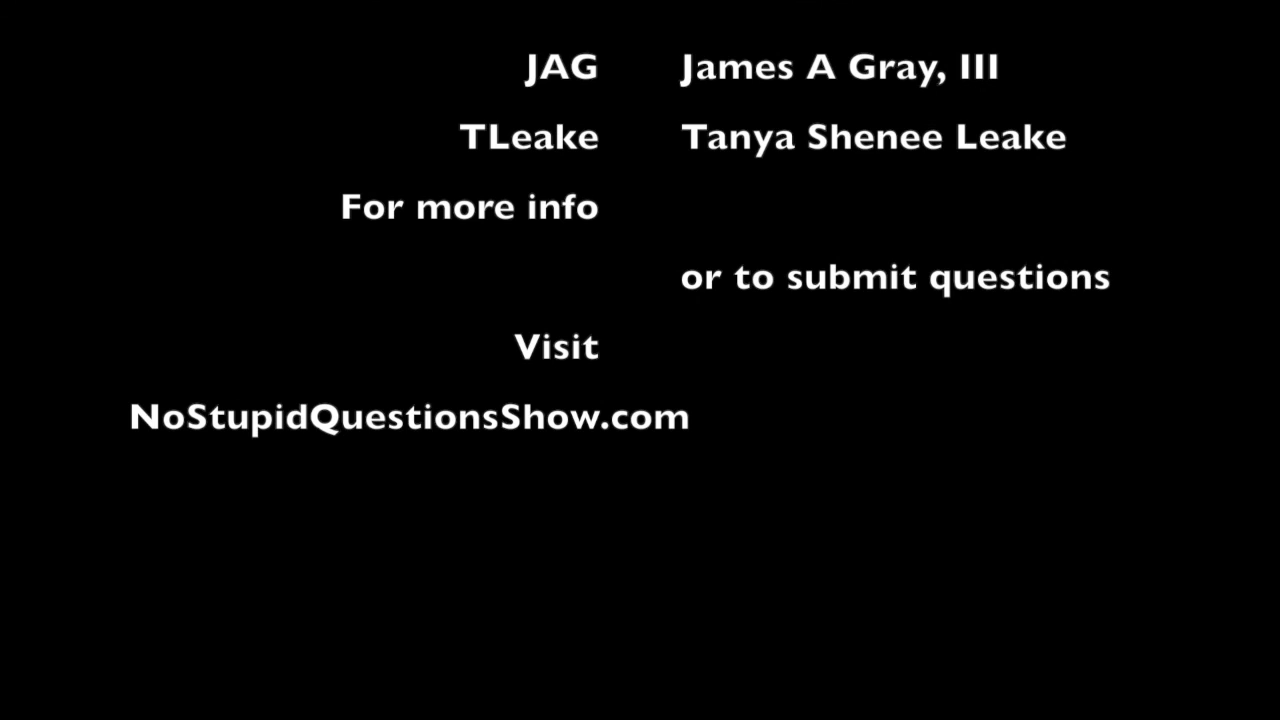 JAG James A Gray, III
TLeake Tanya Shenee Leake
For more info
or to submit questions
Visit
NoStupidQuestionsShow.com